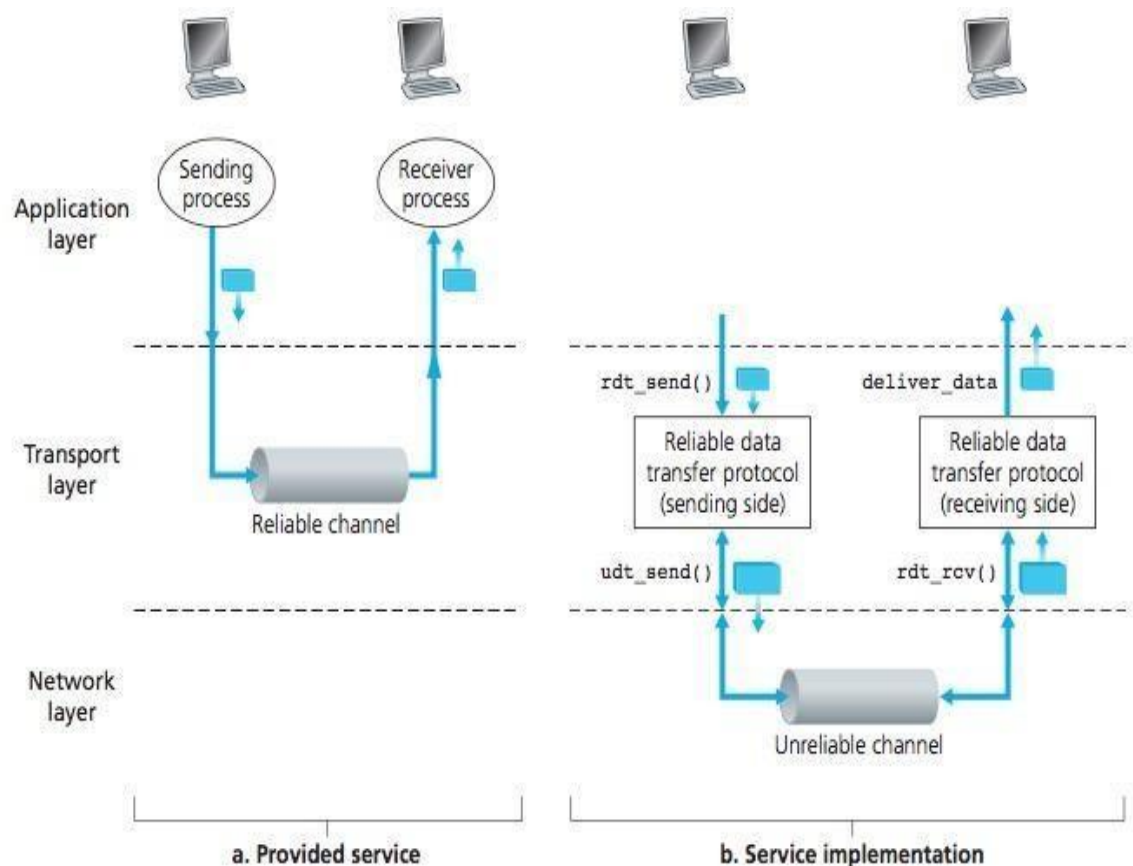 Sending
process
Receiver
process
Application
layer
rdt_send()
deliver_data
Transport
layer
Reliable channel
Reliable data
transfer protocol
(sending side)
Reliable data
transfer protocol
(receiving side)
udt_send()
rdt_rcv()
Network
layer
Unreliable channel
a. Provided service
b. Service implementation